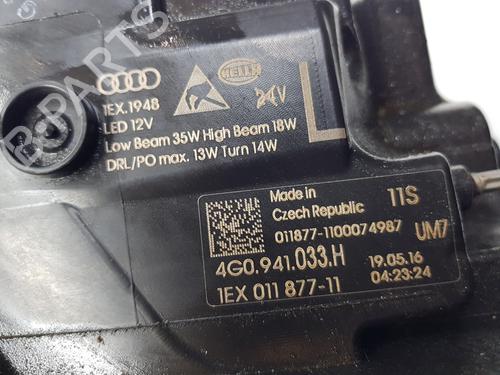 B-PARTS
1EX.1948
HELLA
24V
LED 12V
Low Beam 35W High Beam 18W
DRL/PO max. 13W Turn 14W
L
Made in
Czech Republic
11S
011877-1100074987
UM7
4G0.941.033.H
19.05.16
1EX 011 877-11
04:23:24